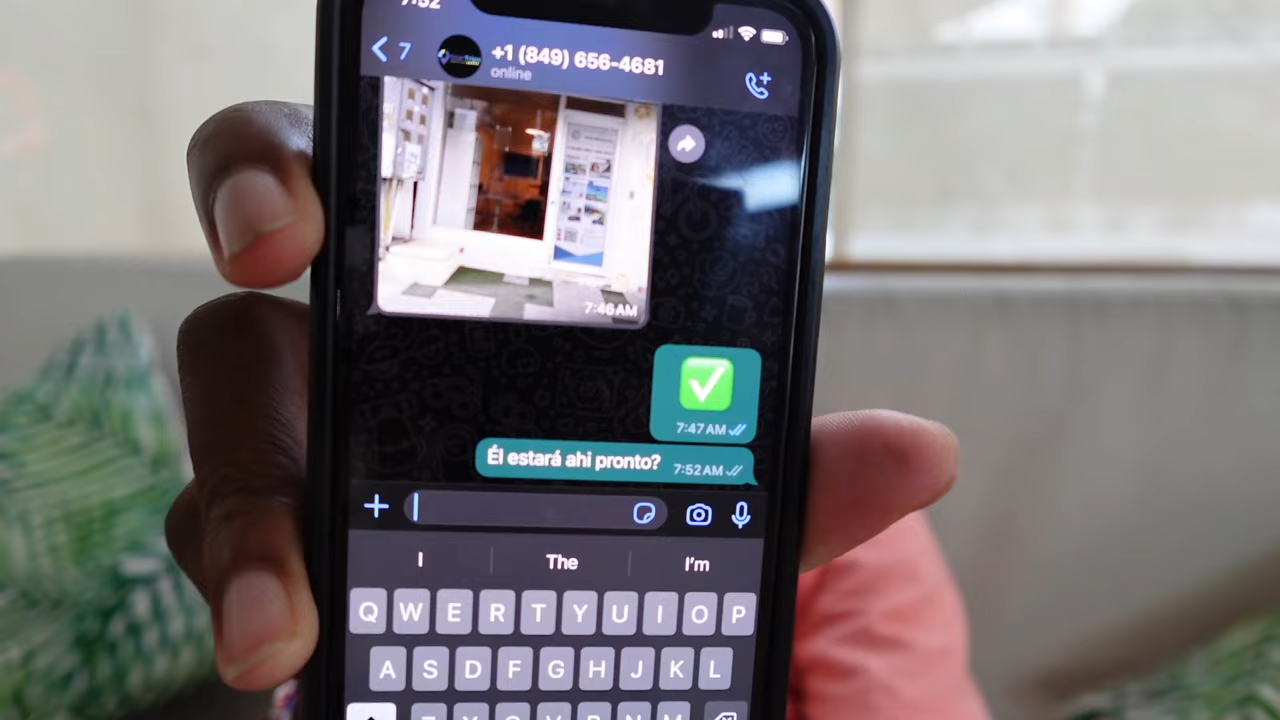 7:52
7
+1 (849) 656-4681
online
7:46 AM
7:47 AM
Él estará ahi pronto?
7:52 AM
I The I'm
Q W E R T Y U I O P
A S D F G H J K L